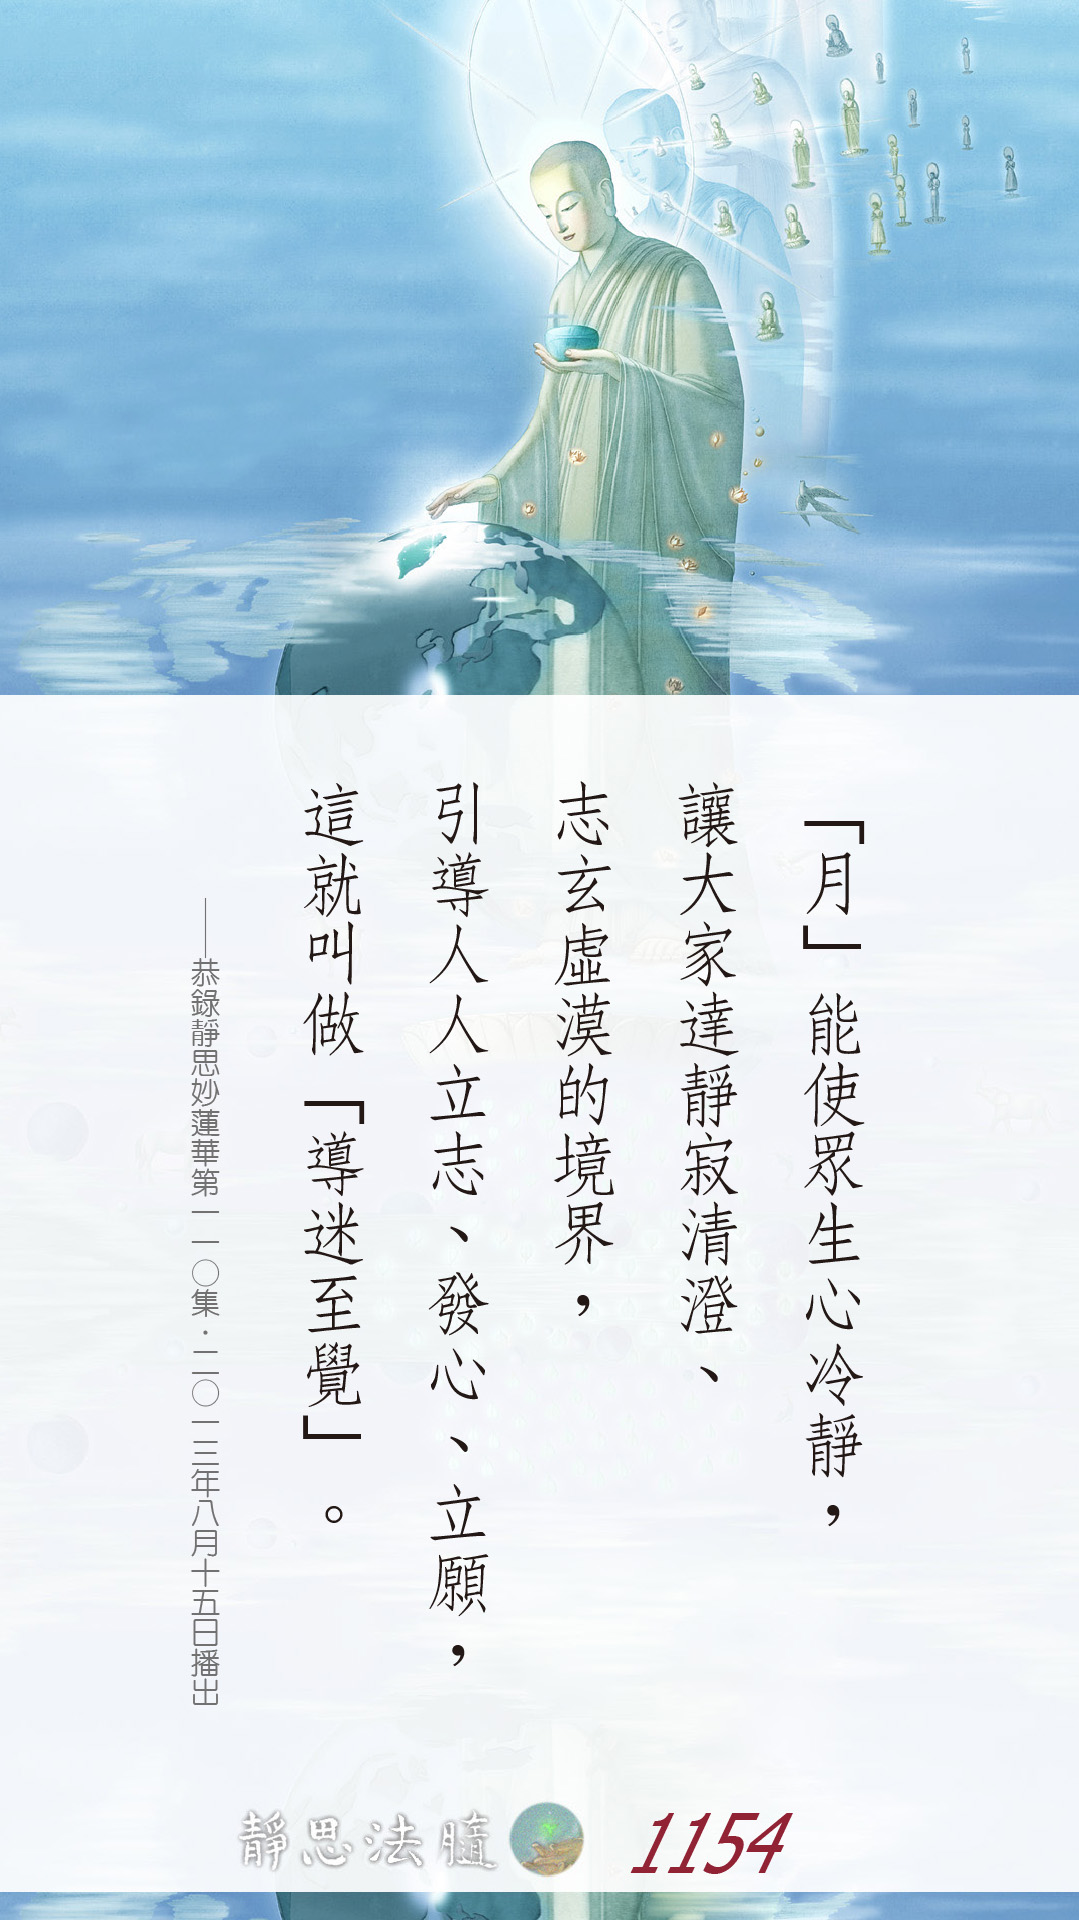 「月」能使眾生心冷靜，
讓大家達靜寂清澄、
志玄虛漠的境界，
引導人人立志、發心、立願，
這就叫做「導迷至覺」。
——恭錄靜思妙蓮華第一一〇集．二〇一三年八月十五日播出
靜思法髓 1154